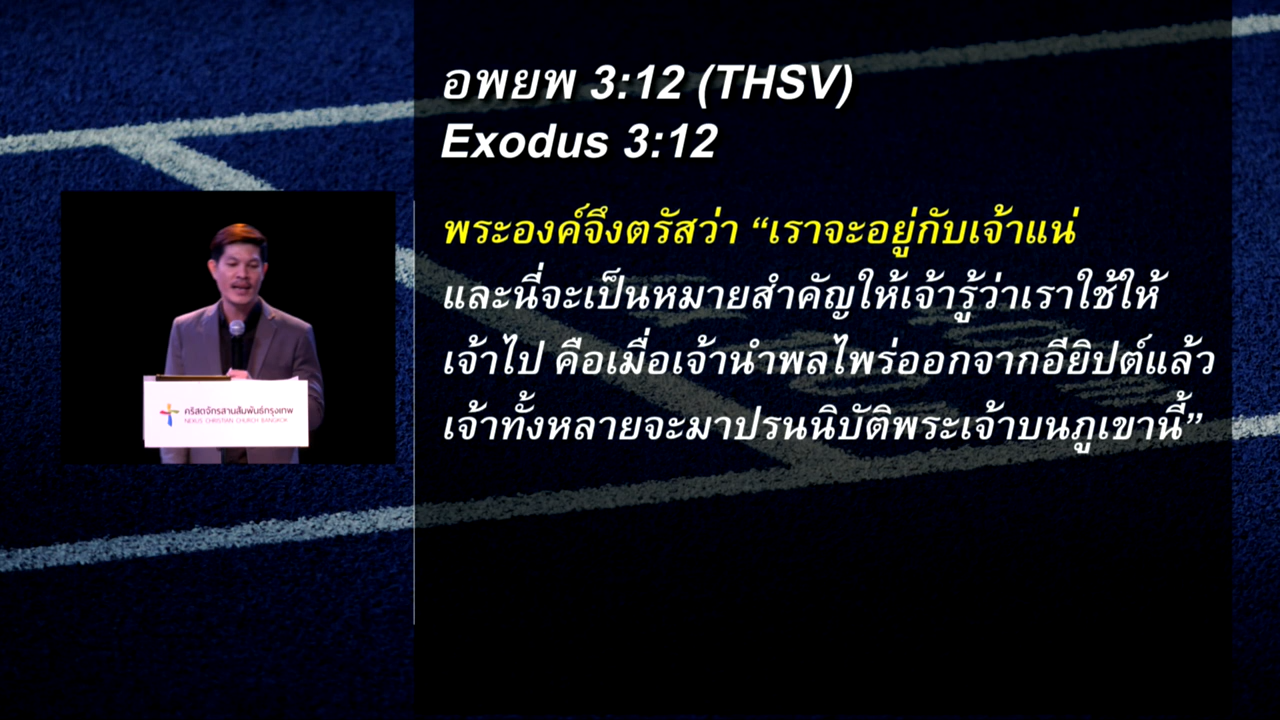 อพยพ 3:12 (THSV)
Exodus 3:12
พระองค์จึงตรัสว่า “เราจะอยู่กับเจ้าแน่
และนี่จะเป็นหมายสำคัญให้เจ้ารู้ว่าเราใช้ให้
เจ้าไป คือเมื่อเจ้านำพลไพร่ออกจากอียิปต์แล้ว
เจ้าทั้งหลายจะมาปรนนิบัติพระเจ้าบนภูเขานี้”
คริสตจักรสานสัมพันธ์กรุงเทพ
NEXUS CHRISTIAN CHURCH BANGKOK